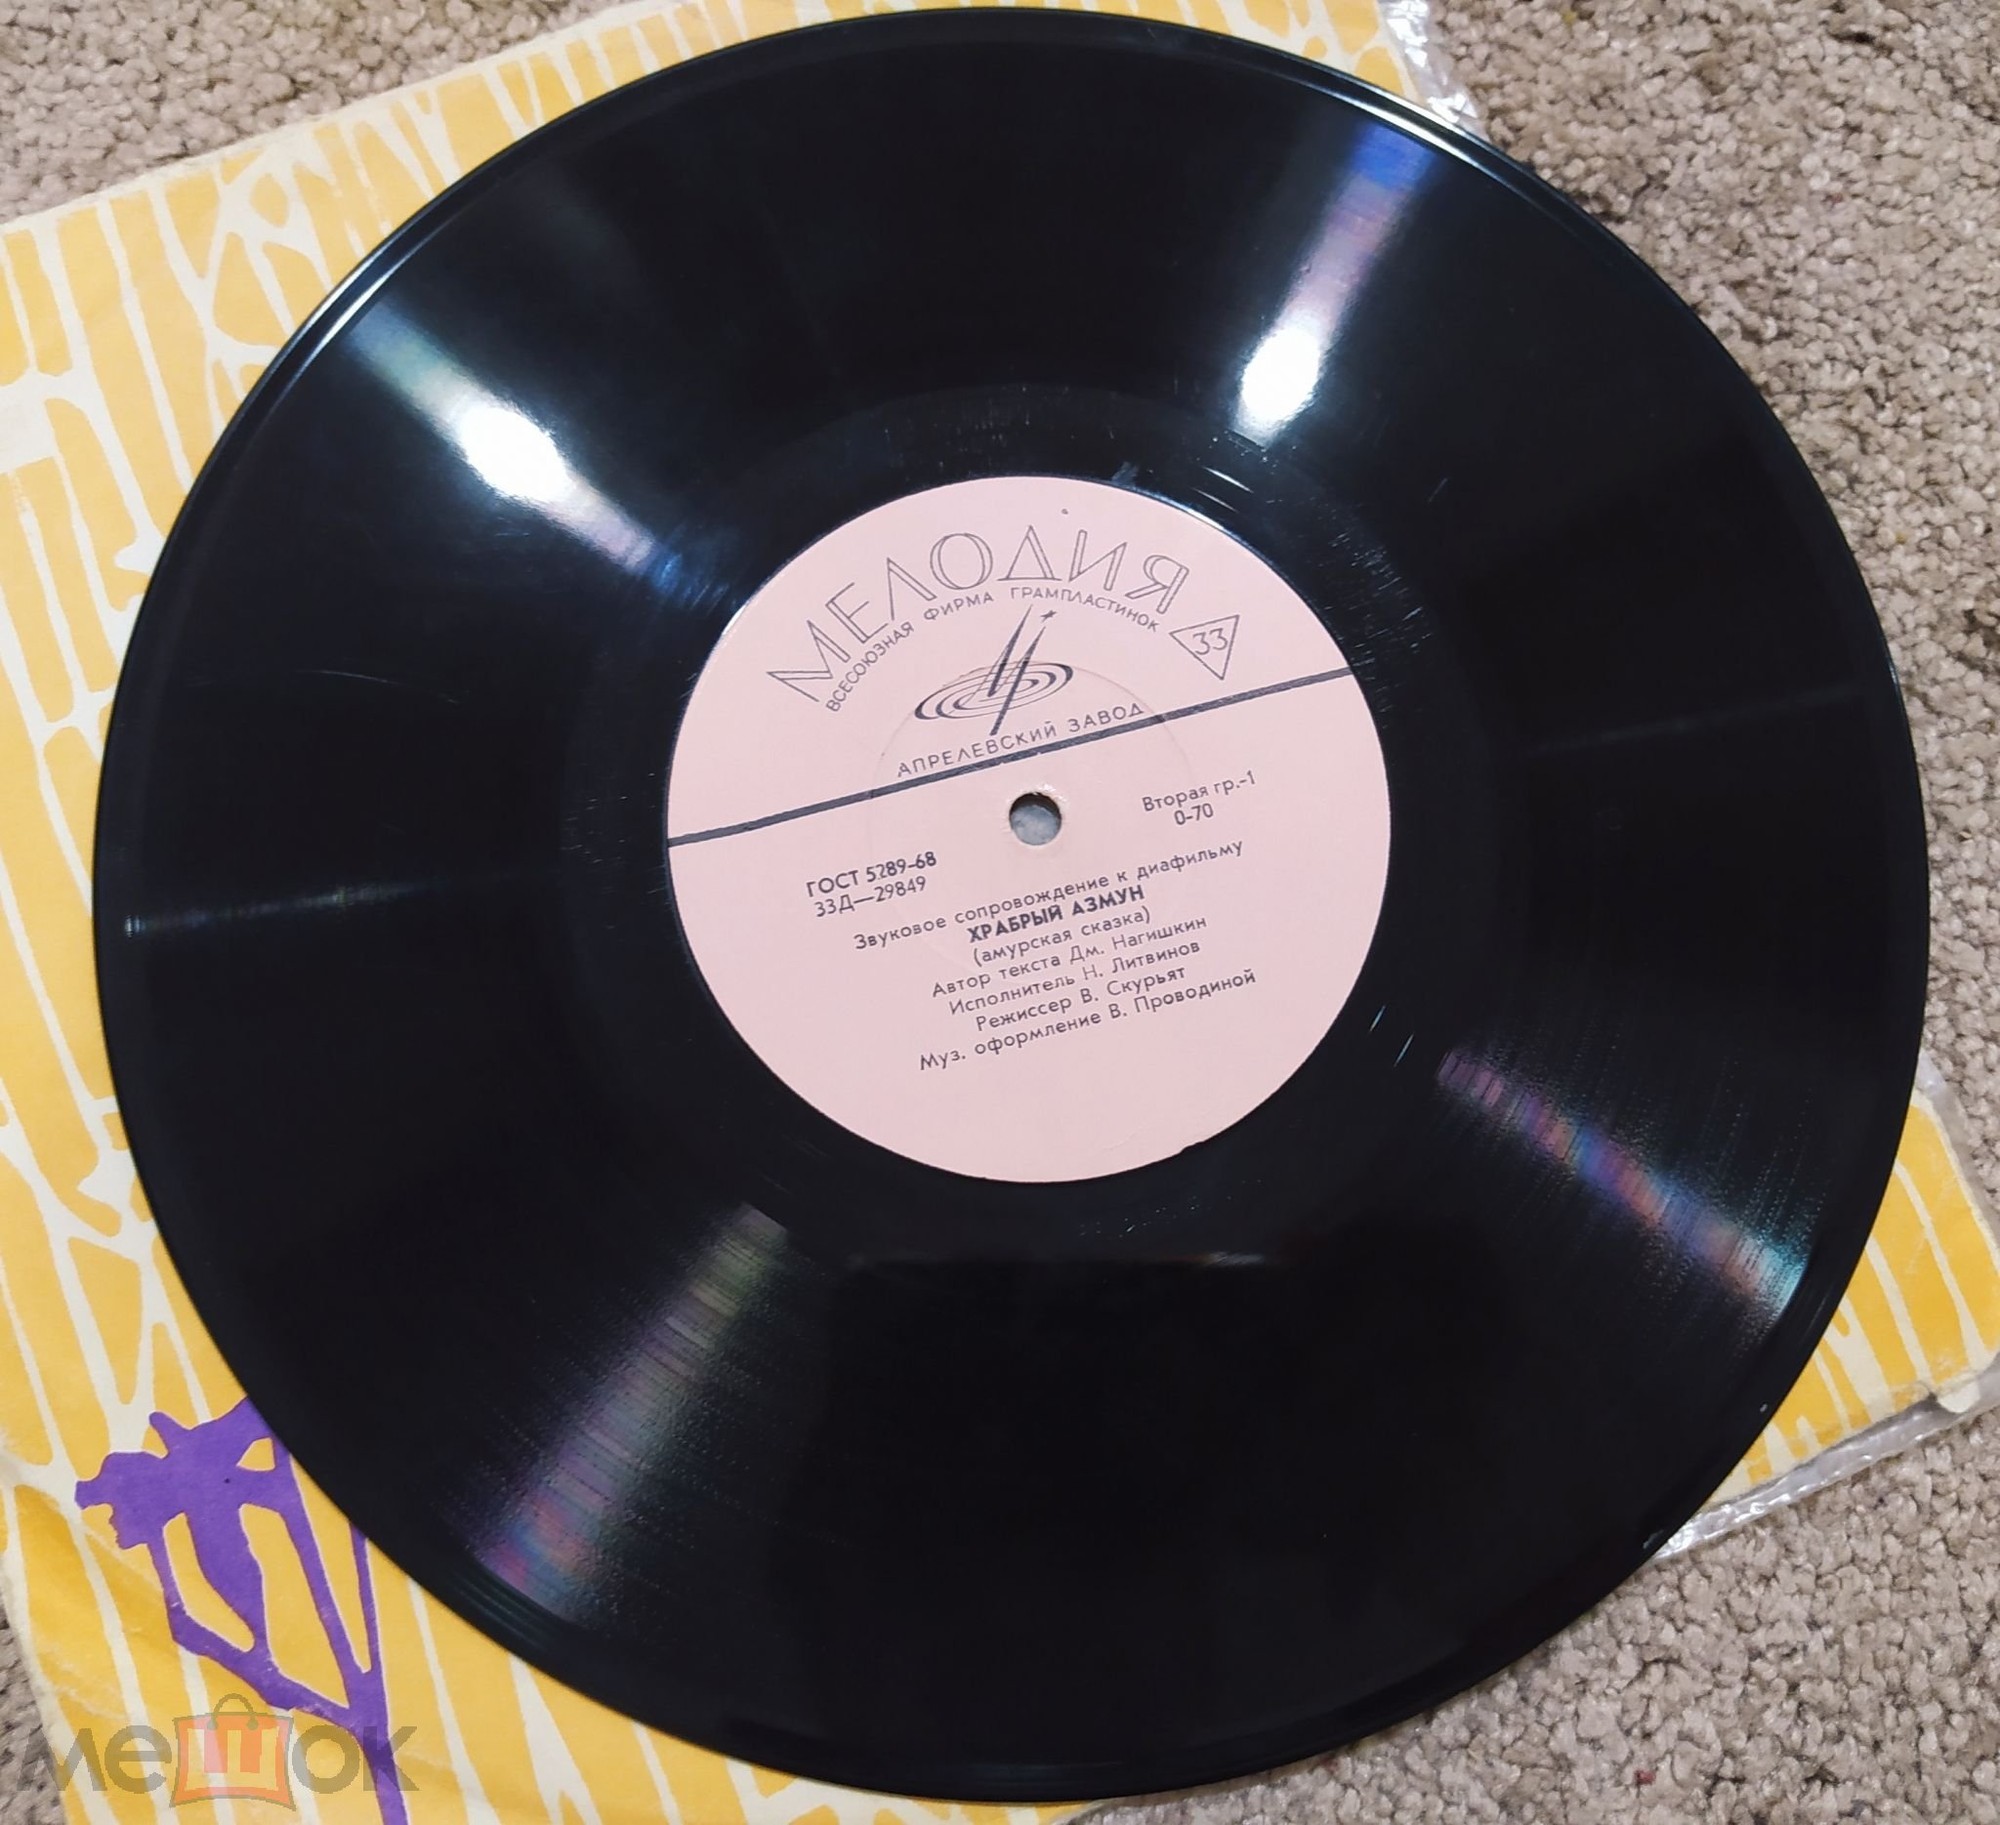 МЕЛОДИЯ
ВСЕСОЮЗНАЯ ФИРМА ГРАМПЛАСТИНОК
33
АПРЕЛЕВСКИЙ ЗАВОД
ГОСТ 5289-68
33Д—29849
Вторая гр.-1
0-70
Звуковое сопровождение к диафильму
ХРАБРЫЙ АЗМУН
(амурская сказка)
Автор текста Дм. Нагишкин
Исполнитель Н. Литвинов
Режиссер В. Скурьят
Муз. оформление В. Проводиной
мешок